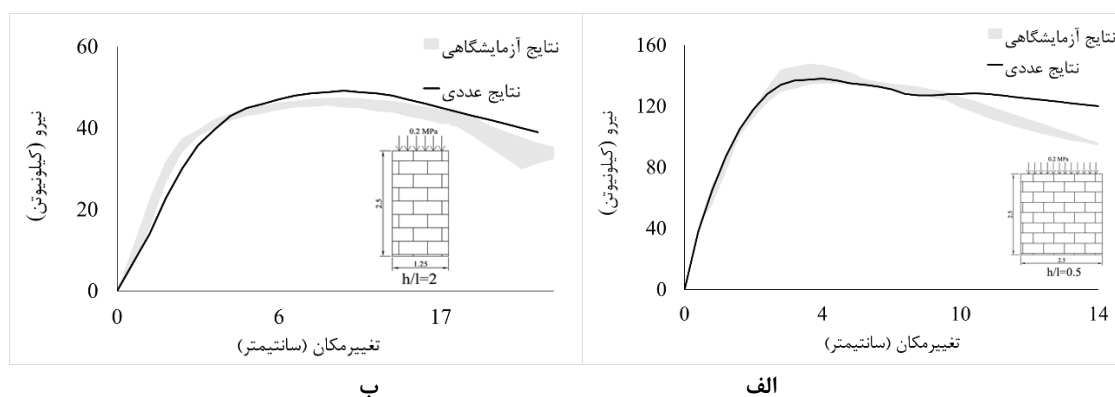 نتایج آزمایشگاهی
نتایج عددی
نیرو (کیلونیوتن)
160
120
80
40
0
0
4
10
14
تغییرمکان (سانتیمتر)
0.2 MPa
2.5
2.5
h/l=0.5
الف
نتایج آزمایشگاهی
نتایج عددی
نیرو (کیلونیوتن)
60
40
20
0
0
6
17
تغییرمکان (سانتیمتر)
0.2 MPa
2.5
1.25
h/l=2
ب